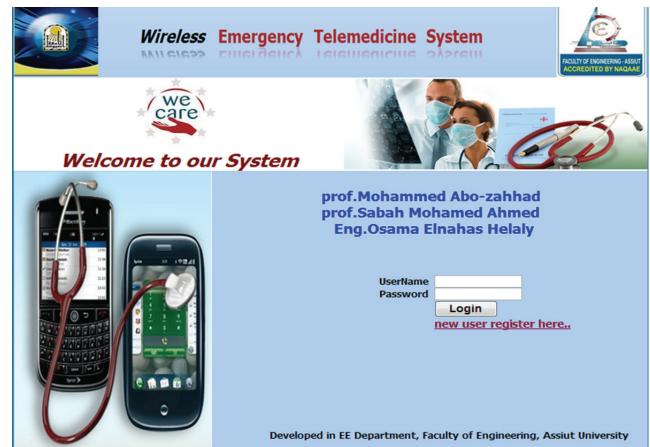 Wireless Emergency Telemedicine System
FACULTY OF ENGINEERING - ASSIUT
ACCREDITED BY NAQAAE
we
care
Welcome to our System
prof.Mohammed Abo-zahhad
prof.Sabah Mohamed Ahmed
Eng.Osama Elnahas Helaly
UserName
Password
Login
new user register here..
Developed in EE Department, Faculty of Engineering, Assiut University